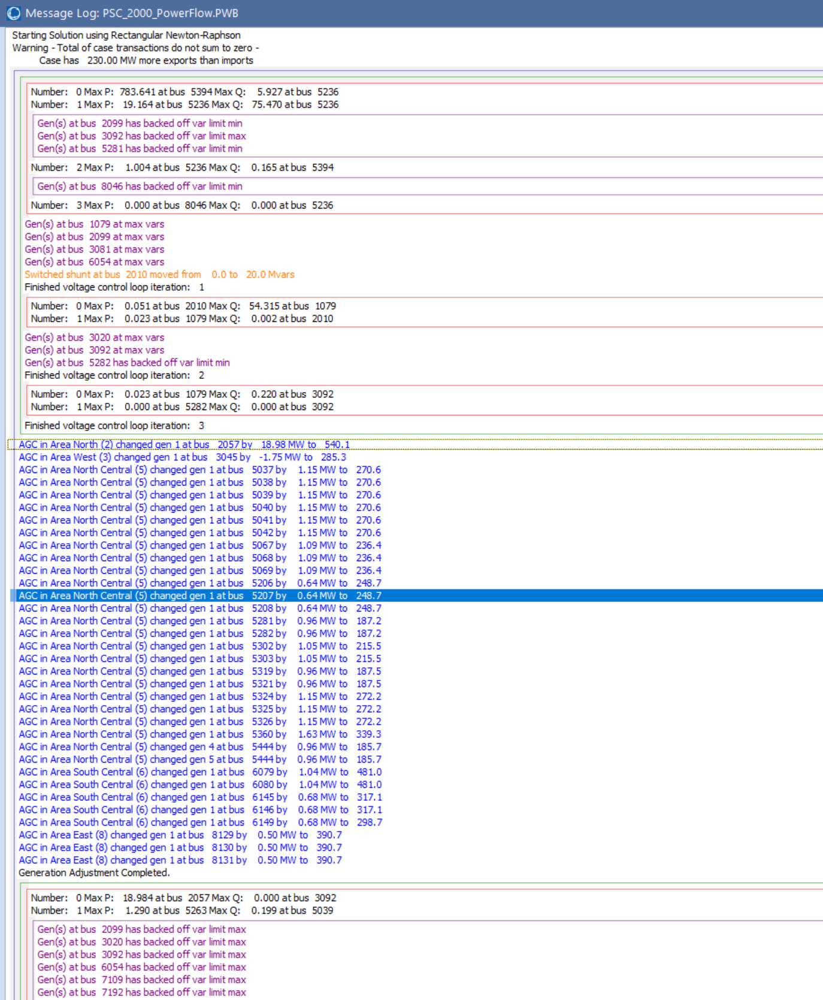 Message Log: PSC_2000_PowerFlow.PWB
Starting Solution using Rectangular Newton-Raphson
Warning - Total of case transactions do not sum to zero -
Case has 230.00 MW more exports than imports
Number: 0 Max P: 783.641 at bus 5394 Max Q: 5.927 at bus 5236
Number: 1 Max P: 19.164 at bus 5236 Max Q: 75.470 at bus 5236
Gen(s) at bus 2099 has backed off var limit min
Gen(s) at bus 3092 has backed off var limit max
Gen(s) at bus 5281 has backed off var limit min
Number: 2 Max P: 1.004 at bus 5236 Max Q: 0.165 at bus 5394
Gen(s) at bus 8046 has backed off var limit min
Number: 3 Max P: 0.000 at bus 8046 Max Q: 0.000 at bus 5236
Gen(s) at bus 1079 at max vars
Gen(s) at bus 2099 at max vars
Gen(s) at bus 3081 at max vars
Gen(s) at bus 6054 at max vars
Switched shunt at bus 2010 moved from 0.0 to 20.0 Mvars
Finished voltage control loop iteration: 1
Number: 0 Max P: 0.051 at bus 2010 Max Q: 54.315 at bus 1079
Number: 1 Max P: 0.023 at bus 1079 Max Q: 0.002 at bus 2010
Gen(s) at bus 3020 at max vars
Gen(s) at bus 3092 at max vars
Gen(s) at bus 5282 has backed off var limit min
Finished voltage control loop iteration: 2
Number: 0 Max P: 0.023 at bus 1079 Max Q: 0.220 at bus 3092
Number: 1 Max P: 0.000 at bus 5282 Max Q: 0.000 at bus 3092
Finished voltage control loop iteration: 3
AGC in Area North (2) changed gen 1 at bus 2057 by 18.98 MW to 540.1
AGC in Area West (3) changed gen 1 at bus 3045 by -1.75 MW to 285.3
AGC in Area North Central (5) changed gen 1 at bus 5037 by 1.15 MW to 270.6
AGC in Area North Central (5) changed gen 1 at bus 5038 by 1.15 MW to 270.6
AGC in Area North Central (5) changed gen 1 at bus 5039 by 1.15 MW to 270.6
AGC in Area North Central (5) changed gen 1 at bus 5040 by 1.15 MW to 270.6
AGC in Area North Central (5) changed gen 1 at bus 5041 by 1.15 MW to 270.6
AGC in Area North Central (5) changed gen 1 at bus 5042 by 1.15 MW to 270.6
AGC in Area North Central (5) changed gen 1 at bus 5067 by 1.09 MW to 236.4
AGC in Area North Central (5) changed gen 1 at bus 5068 by 1.09 MW to 236.4
AGC in Area North Central (5) changed gen 1 at bus 5069 by 1.09 MW to 236.4
AGC in Area North Central (5) changed gen 1 at bus 5206 by 0.64 MW to 248.7
AGC in Area North Central (5) changed gen 1 at bus 5207 by 0.64 MW to 248.7
AGC in Area North Central (5) changed gen 1 at bus 5208 by 0.64 MW to 248.7
AGC in Area North Central (5) changed gen 1 at bus 5281 by 0.96 MW to 187.2
AGC in Area North Central (5) changed gen 1 at bus 5282 by 0.96 MW to 187.2
AGC in Area North Central (5) changed gen 1 at bus 5302 by 1.05 MW to 215.5
AGC in Area North Central (5) changed gen 1 at bus 5303 by 1.05 MW to 215.5
AGC in Area North Central (5) changed gen 1 at bus 5319 by 0.96 MW to 187.5
AGC in Area North Central (5) changed gen 1 at bus 5321 by 0.96 MW to 187.5
AGC in Area North Central (5) changed gen 1 at bus 5324 by 1.15 MW to 272.2
AGC in Area North Central (5) changed gen 1 at bus 5325 by 1.15 MW to 272.2
AGC in Area North Central (5) changed gen 1 at bus 5326 by 1.15 MW to 272.2
AGC in Area North Central (5) changed gen 1 at bus 5360 by 1.63 MW to 339.3
AGC in Area North Central (5) changed gen 4 at bus 5444 by 0.96 MW to 185.7
AGC in Area North Central (5) changed gen 5 at bus 5444 by 0.96 MW to 185.7
AGC in Area South Central (6) changed gen 1 at bus 6079 by 1.04 MW to 481.0
AGC in Area South Central (6) changed gen 1 at bus 6080 by 1.04 MW to 481.0
AGC in Area South Central (6) changed gen 1 at bus 6145 by 0.68 MW to 317.1
AGC in Area South Central (6) changed gen 1 at bus 6146 by 0.68 MW to 317.1
AGC in Area South Central (6) changed gen 1 at bus 6149 by 0.68 MW to 298.7
AGC in Area East (8) changed gen 1 at bus 8129 by 0.50 MW to 390.7
AGC in Area East (8) changed gen 1 at bus 8130 by 0.50 MW to 390.7
AGC in Area East (8) changed gen 1 at bus 8131 by 0.50 MW to 390.7
Generation Adjustment Completed.
Number: 0 Max P: 18.984 at bus 2057 Max Q: 0.000 at bus 3092
Number: 1 Max P: 1.290 at bus 5263 Max Q: 0.199 at bus 5039
Gen(s) at bus 2099 has backed off var limit max
Gen(s) at bus 3020 has backed off var limit max
Gen(s) at bus 3092 has backed off var limit max
Gen(s) at bus 6054 has backed off var limit max
Gen(s) at bus 7109 has backed off var limit max
Gen(s) at bus 7192 has backed off var limit max